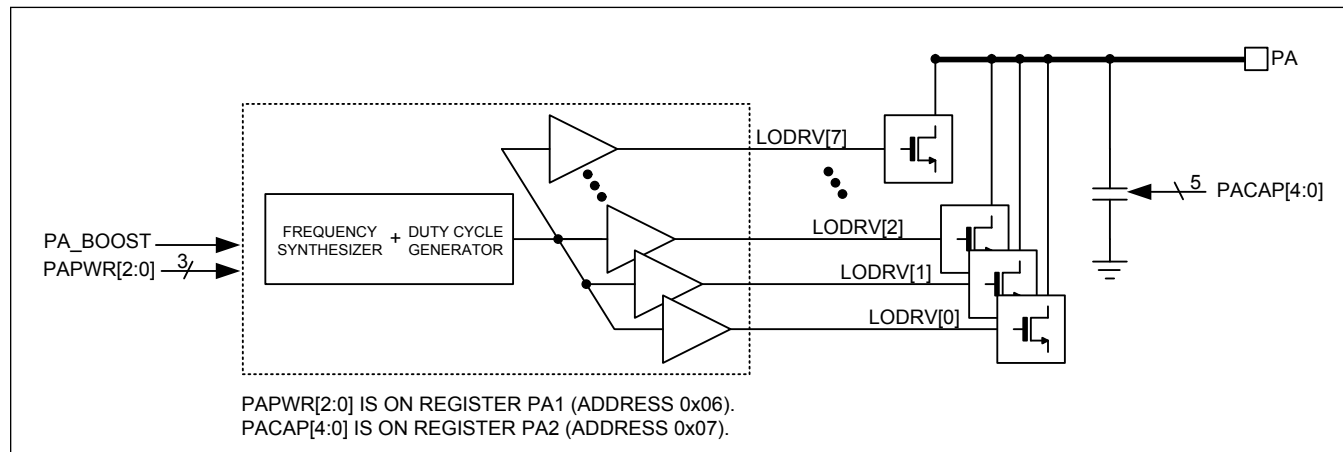 PA
LODRV[7]
5
PACAP[4:0]
PA_BOOST
PAPWR[2:0]
3
FREQUENCY
SYNTHESIZER
+
DUTY CYCLE
GENERATOR
LODRV[2]
LODRV[1]
LODRV[0]
PAPWR[2:0] IS ON REGISTER PA1 (ADDRESS 0x06).
PACAP[4:0] IS ON REGISTER PA2 (ADDRESS 0x07).